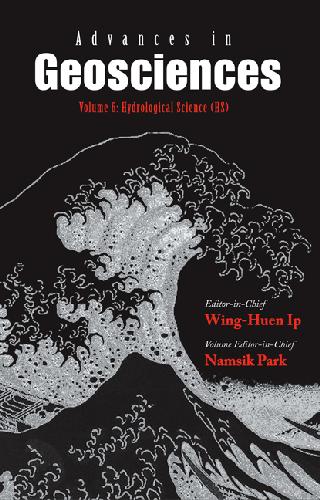 Advances in
Geosciences
Volume 6: Hydrological Science (HS)
Editor-in-Chief
Wing-Huen Ip
Volume Editor-in-Chief
Namsik Park